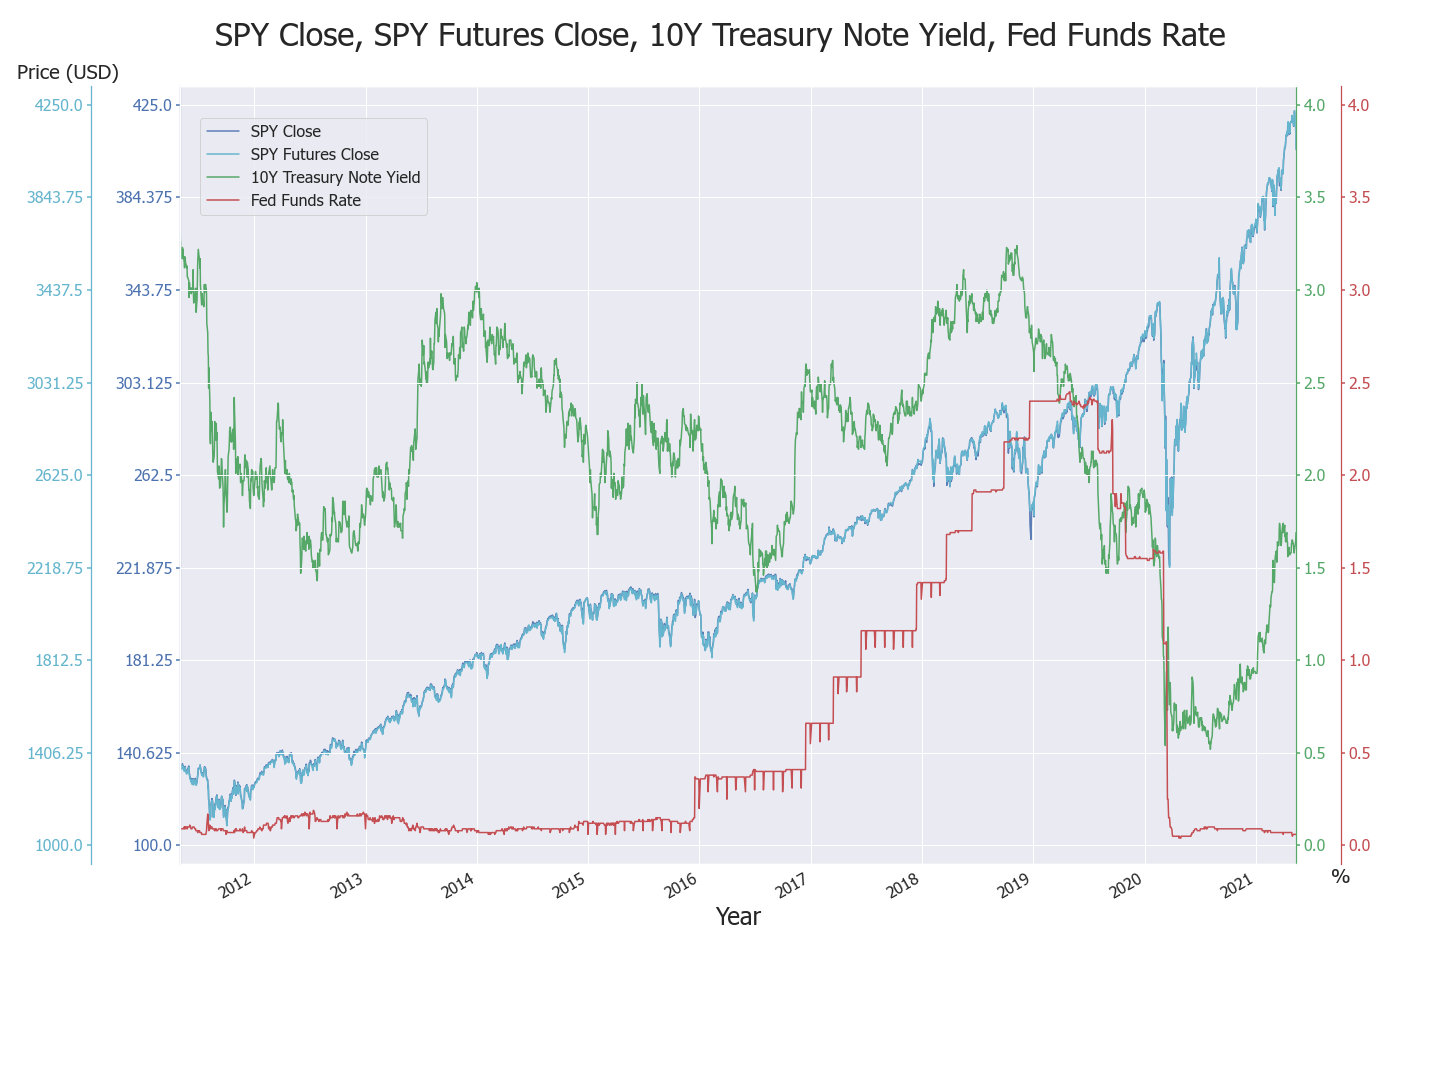 SPY Close, SPY Futures Close, 10Y Treasury Note Yield, Fed Funds Rate
Price (USD)
4250.0 425.0 4.0 4.0
SPY Close
SPY Futures Close
10Y Treasury Note Yield
Fed Funds Rate
3843.75 384.375 3.5 3.5
3437.5 343.75 3.0 3.0
3031.25 303.125 2.5 2.5
2625.0 262.5 2.0 2.0
2218.75 221.875 1.5 1.5
1812.5 181.25 1.0 1.0
1406.25 140.625 0.5 0.5
1000.0 100.0 0.0 0.0
2012 2013 2014 2015 2016 2017 2018 2019 2020 2021 %
Year